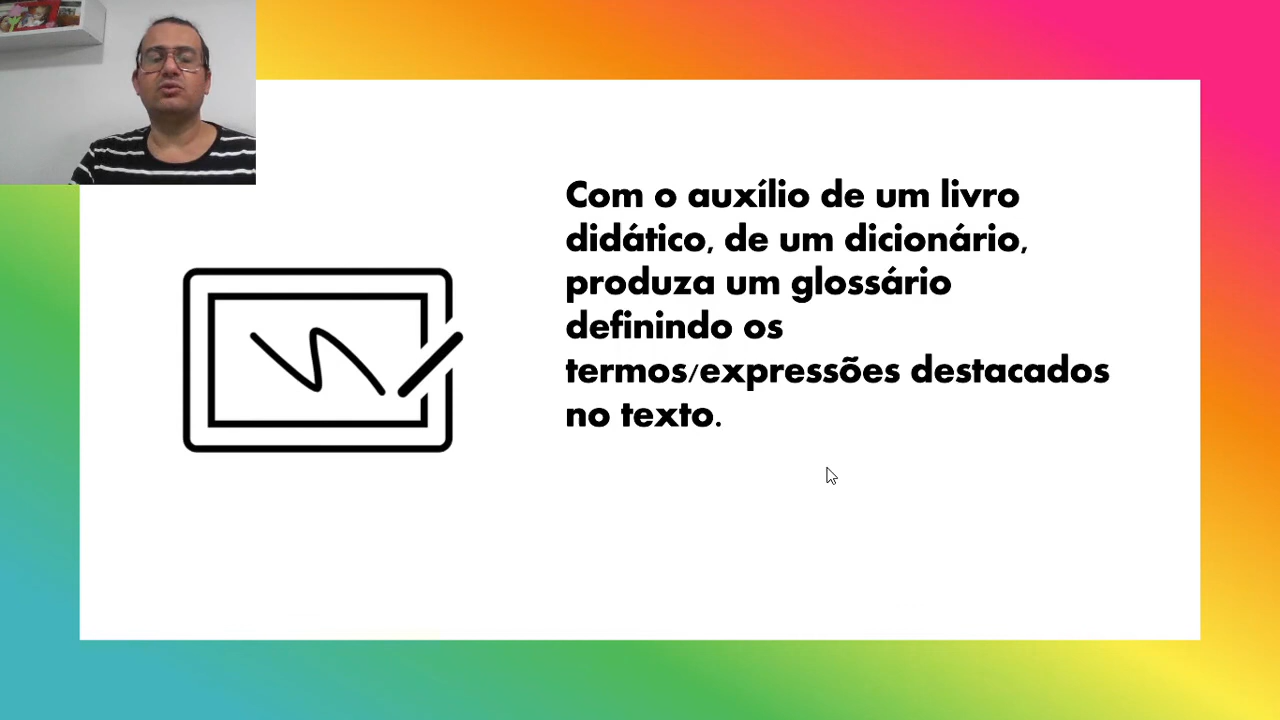 Com o auxílio de um livro
didático, de um dicionário,
produza um glossário
definindo os
termos/expressões destacados
no texto.